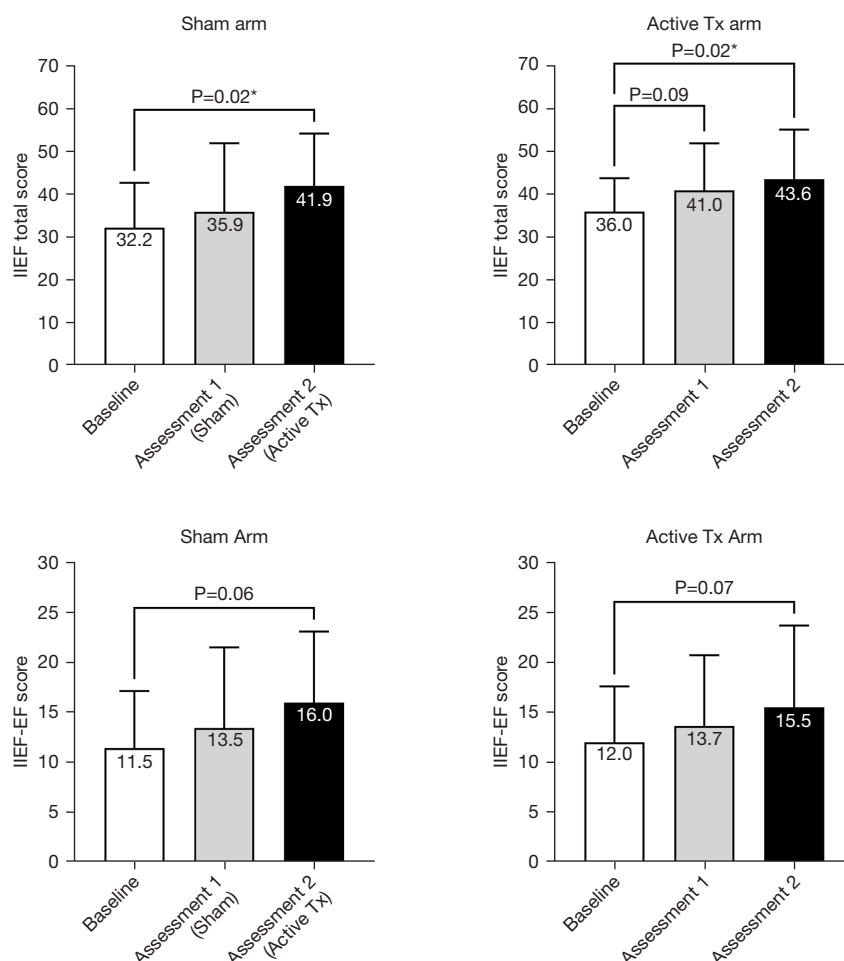 Sham arm
IIEF total score
70
60
50
40
30
20
10
0
P=0.02*
32.2
35.9
41.9
Baseline
Assessment 1
(Sham)
Assessment 2
(Active Tx)
Active Tx arm
IIEF total score
70
60
50
40
30
20
10
0
P=0.02*
P=0.09
36.0
41.0
43.6
Baseline
Assessment 1
Assessment 2
Sham Arm
IIEF-EF score
30
25
20
15
10
5
0
P=0.06
11.5
13.5
16.0
Baseline
Assessment 1
(Sham)
Assessment 2
(Active Tx)
Active Tx Arm
IIEF-EF score
30
25
20
15
10
5
0
P=0.07
12.0
13.7
15.5
Baseline
Assessment 1
Assessment 2